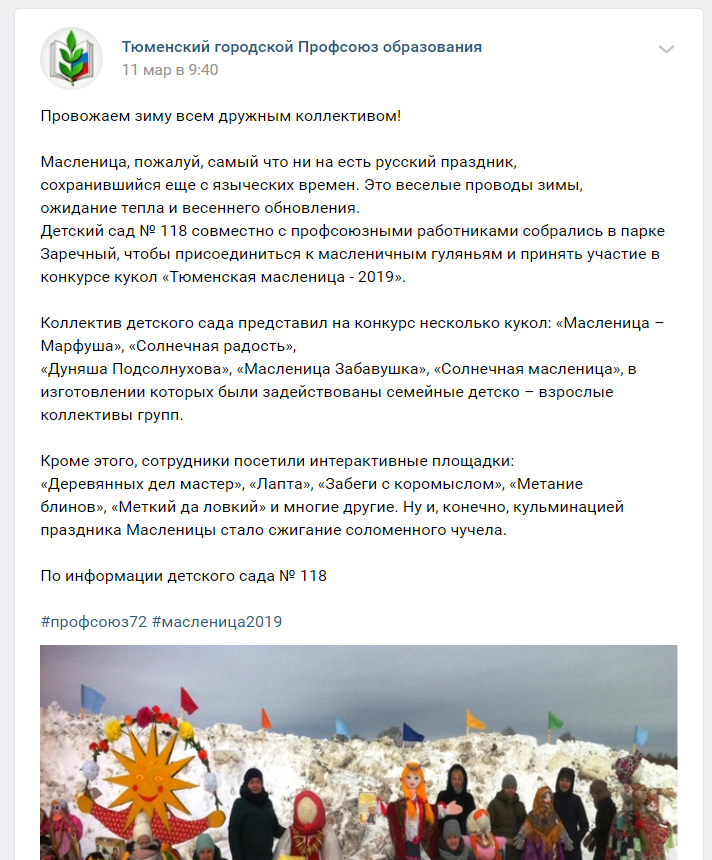 Тюменский городской Профсоюз образования
11 мар в 9:40
Провожаем зиму всем дружным коллективом!
Масленица, пожалуй, самый что ни на есть русский праздник,
сохранившийся еще с языческих времен. Это веселые проводы зимы,
ожидание тепла и весеннего обновления.
Детский сад № 118 совместно с профсоюзными работниками собрались в парке
Заречный, чтобы присоединиться к масленичным гуляньям и принять участие в
конкурсе кукол «Тюменская масленица - 2019».
Коллектив детского сада представил на конкурс несколько кукол: «Масленица –
Марфуша», «Солнечная радость»,
«Дуняша Подсолнухова», «Масленица Забавушка», «Солнечная масленица», в
изготовлении которых были задействованы семейные детско – взрослые
коллективы групп.
Кроме этого, сотрудники посетили интерактивные площадки:
«Деревянных дел мастер», «Лапта», «Забеги с коромыслом», «Метание
блинов», «Меткий да ловкий» и многие другие. Ну и, конечно, кульминацией
праздника Масленицы стало сжигание соломенного чучела.
По информации детского сада № 118
#профсоюз72 #масленица2019